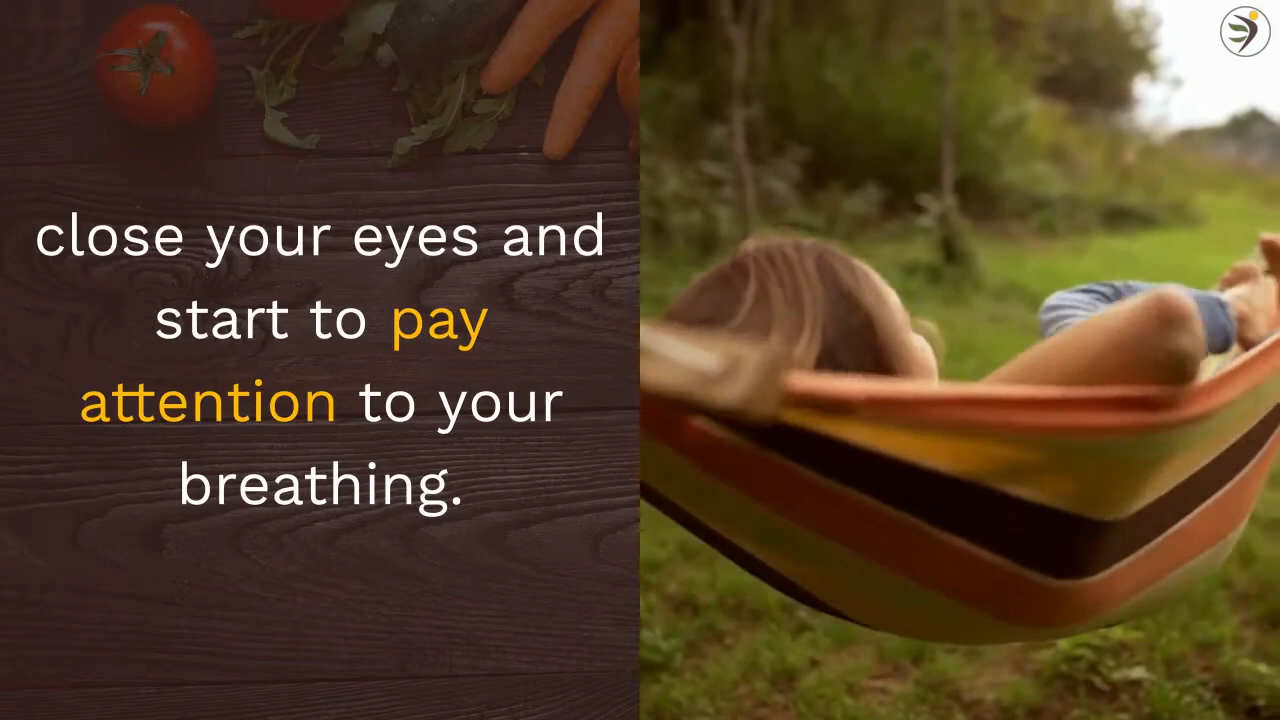 close your eyes and
start to pay
attention to your
breathing.